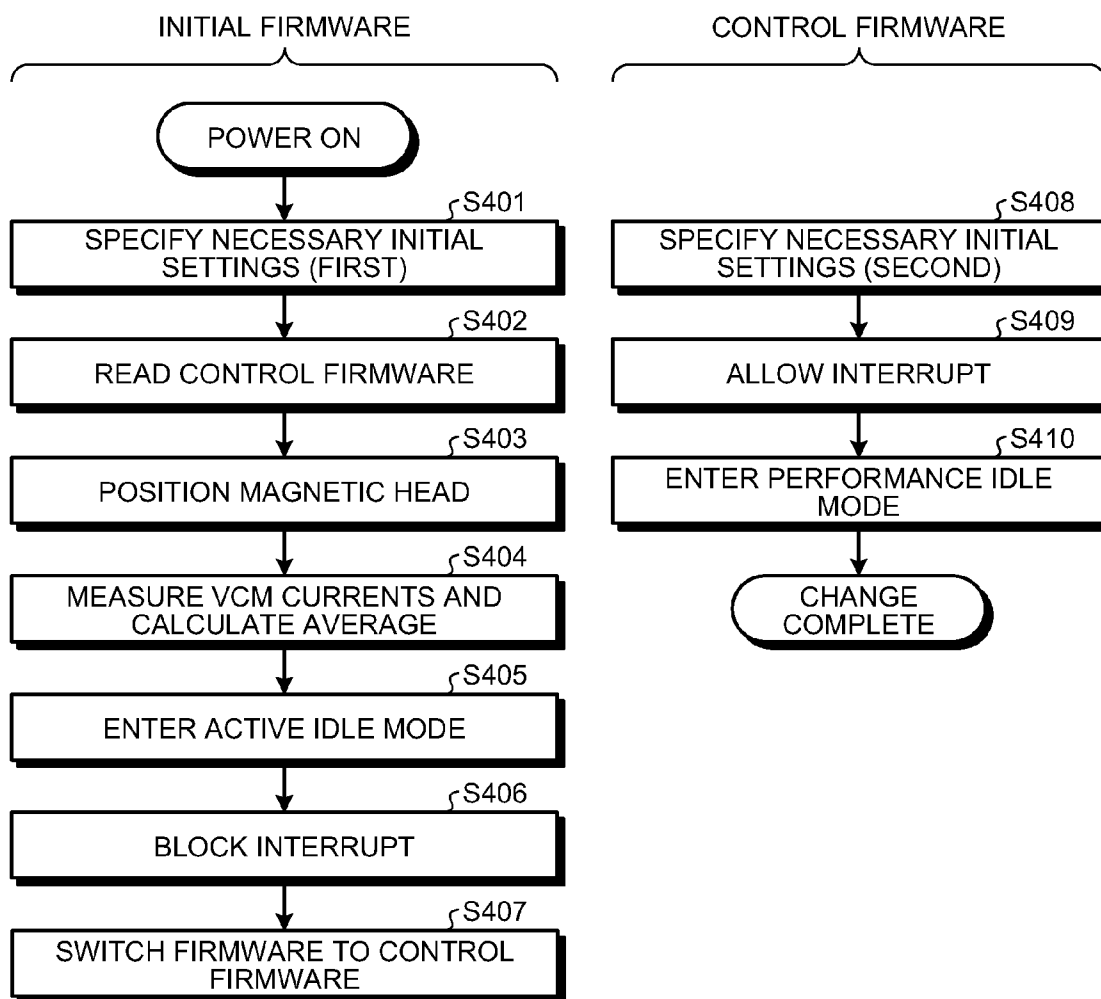 INITIAL FIRMWARE
POWER ON
S401
SPECIFY NECESSARY INITIAL
SETTINGS (FIRST)
S402
READ CONTROL FIRMWARE
S403
POSITION MAGNETIC HEAD
S404
MEASURE VCM CURRENTS AND
CALCULATE AVERAGE
S405
ENTER ACTIVE IDLE MODE
S406
BLOCK INTERRUPT
S407
SWITCH FIRMWARE TO CONTROL
FIRMWARE
CONTROL FIRMWARE
S408
SPECIFY NECESSARY INITIAL
SETTINGS (SECOND)
S409
ALLOW INTERRUPT
S410
ENTER PERFORMANCE IDLE
MODE
CHANGE
COMPLETE